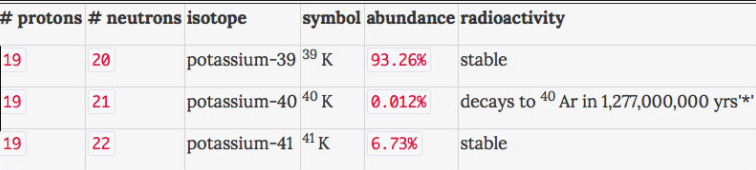 # protons # neutrons isotope symbol abundance radioactivity
19 20 potassium-39 ³⁹ K 93.26% stable
19 21 potassium-40 ⁴⁰ K 0.012% decays to ⁴⁰ Ar in 1,277,000,000 yrs'*'
19 22 potassium-41 ⁴¹ K 6.73% stable